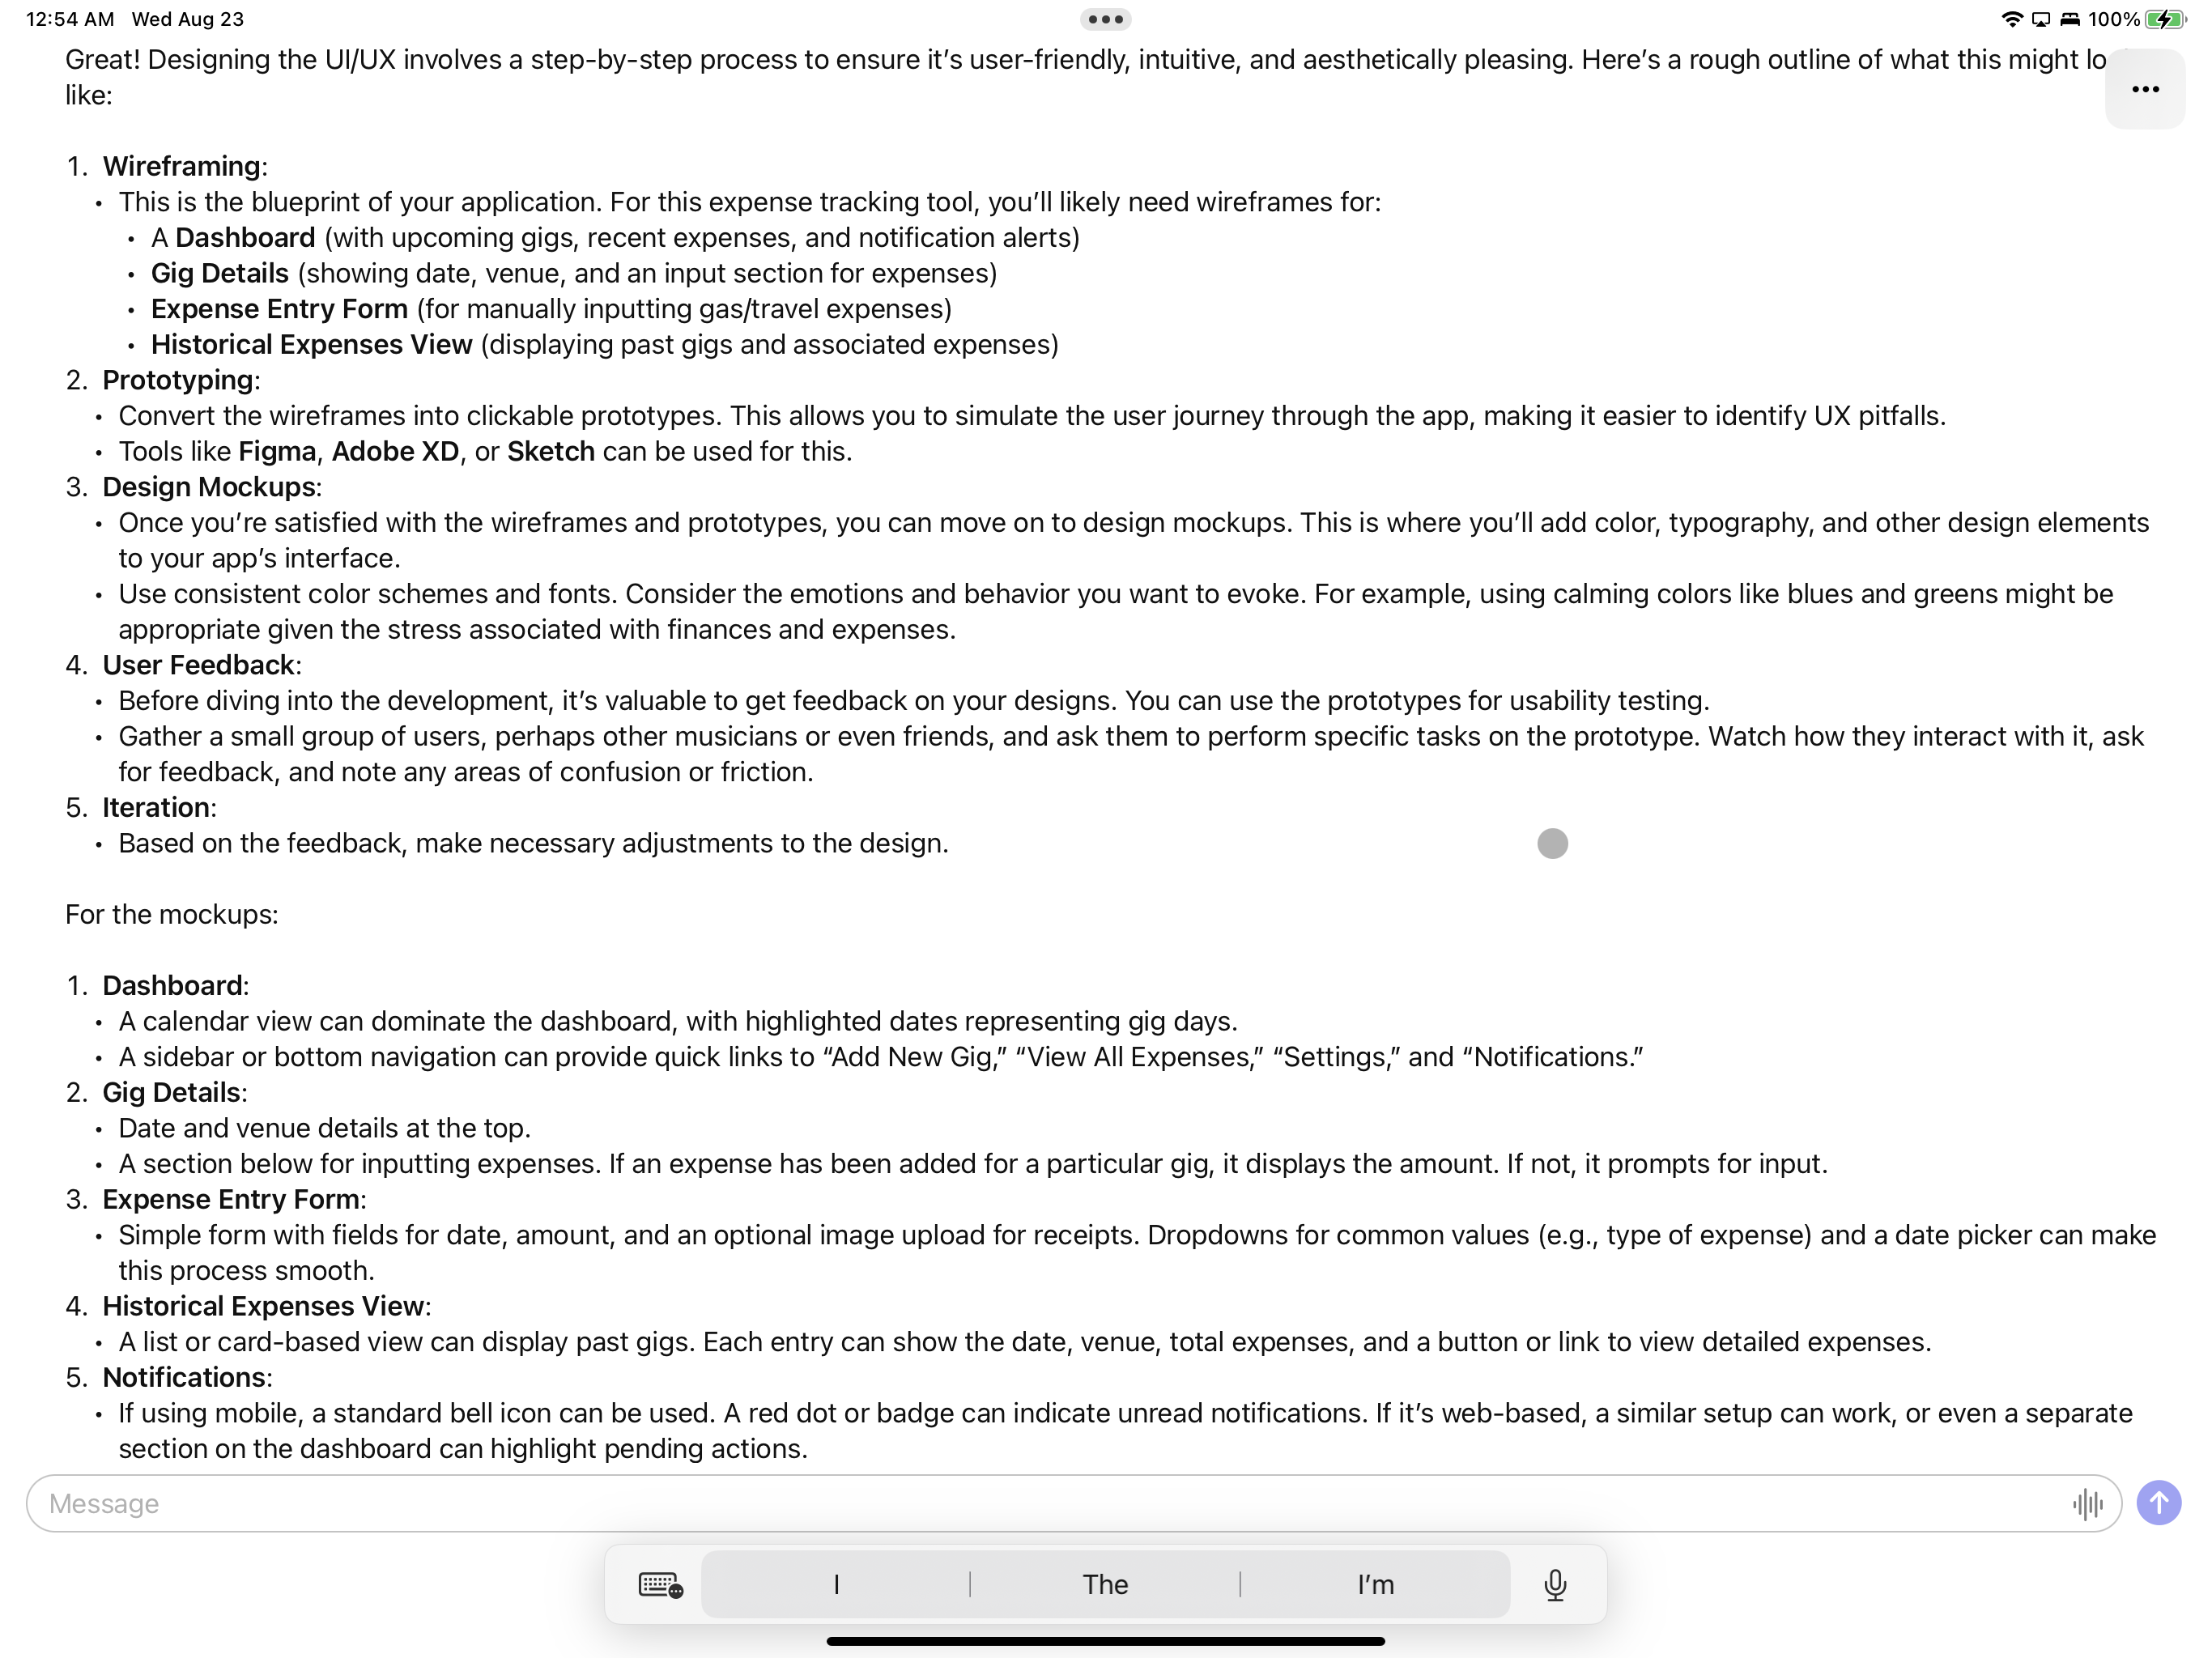 12:54 AM Wed Aug 23
100%
Great! Designing the UI/UX involves a step-by-step process to ensure it’s user-friendly, intuitive, and aesthetically pleasing. Here’s a rough outline of what this might
like:
1. Wireframing:
• This is the blueprint of your application. For this expense tracking tool, you’ll likely need wireframes for:
• A Dashboard (with upcoming gigs, recent expenses, and notification alerts)
• Gig Details (showing date, venue, and an input section for expenses)
• Expense Entry Form (for manually inputting gas/travel expenses)
• Historical Expenses View (displaying past gigs and associated expenses)
2. Prototyping:
• Convert the wireframes into clickable prototypes. This allows you to simulate the user journey through the app, making it easier to identify UX pitfalls.
• Tools like Figma, Adobe XD, or Sketch can be used for this.
3. Design Mockups:
• Once you’re satisfied with the wireframes and prototypes, you can move on to design mockups. This is where you’ll add color, typography, and other design elements
to your app’s interface.
• Use consistent color schemes and fonts. Consider the emotions and behavior you want to evoke. For example, using calming colors like blues and greens might be
appropriate given the stress associated with finances and expenses.
4. User Feedback:
• Before diving into the development, it’s valuable to get feedback on your designs. You can use the prototypes for usability testing.
• Gather a small group of users, perhaps other musicians or even friends, and ask them to perform specific tasks on the prototype. Watch how they interact with it, ask
for feedback, and note any areas of confusion or friction.
5. Iteration:
• Based on the feedback, make necessary adjustments to the design.
For the mockups:
1. Dashboard:
• A calendar view can dominate the dashboard, with highlighted dates representing gig days.
• A sidebar or bottom navigation can provide quick links to “Add New Gig,” “View All Expenses,” “Settings,” and “Notifications.”
2. Gig Details:
• Date and venue details at the top.
• A section below for inputting expenses. If an expense has been added for a particular gig, it displays the amount. If not, it prompts for input.
3. Expense Entry Form:
• Simple form with fields for date, amount, and an optional image upload for receipts. Dropdowns for common values (e.g., type of expense) and a date picker can make
this process smooth.
4. Historical Expenses View:
• A list or card-based view can display past gigs. Each entry can show the date, venue, total expenses, and a button or link to view detailed expenses.
5. Notifications:
• If using mobile, a standard bell icon can be used. A red dot or badge can indicate unread notifications. If it’s web-based, a similar setup can work, or even a separate
section on the dashboard can highlight pending actions.
Message
I The I’m